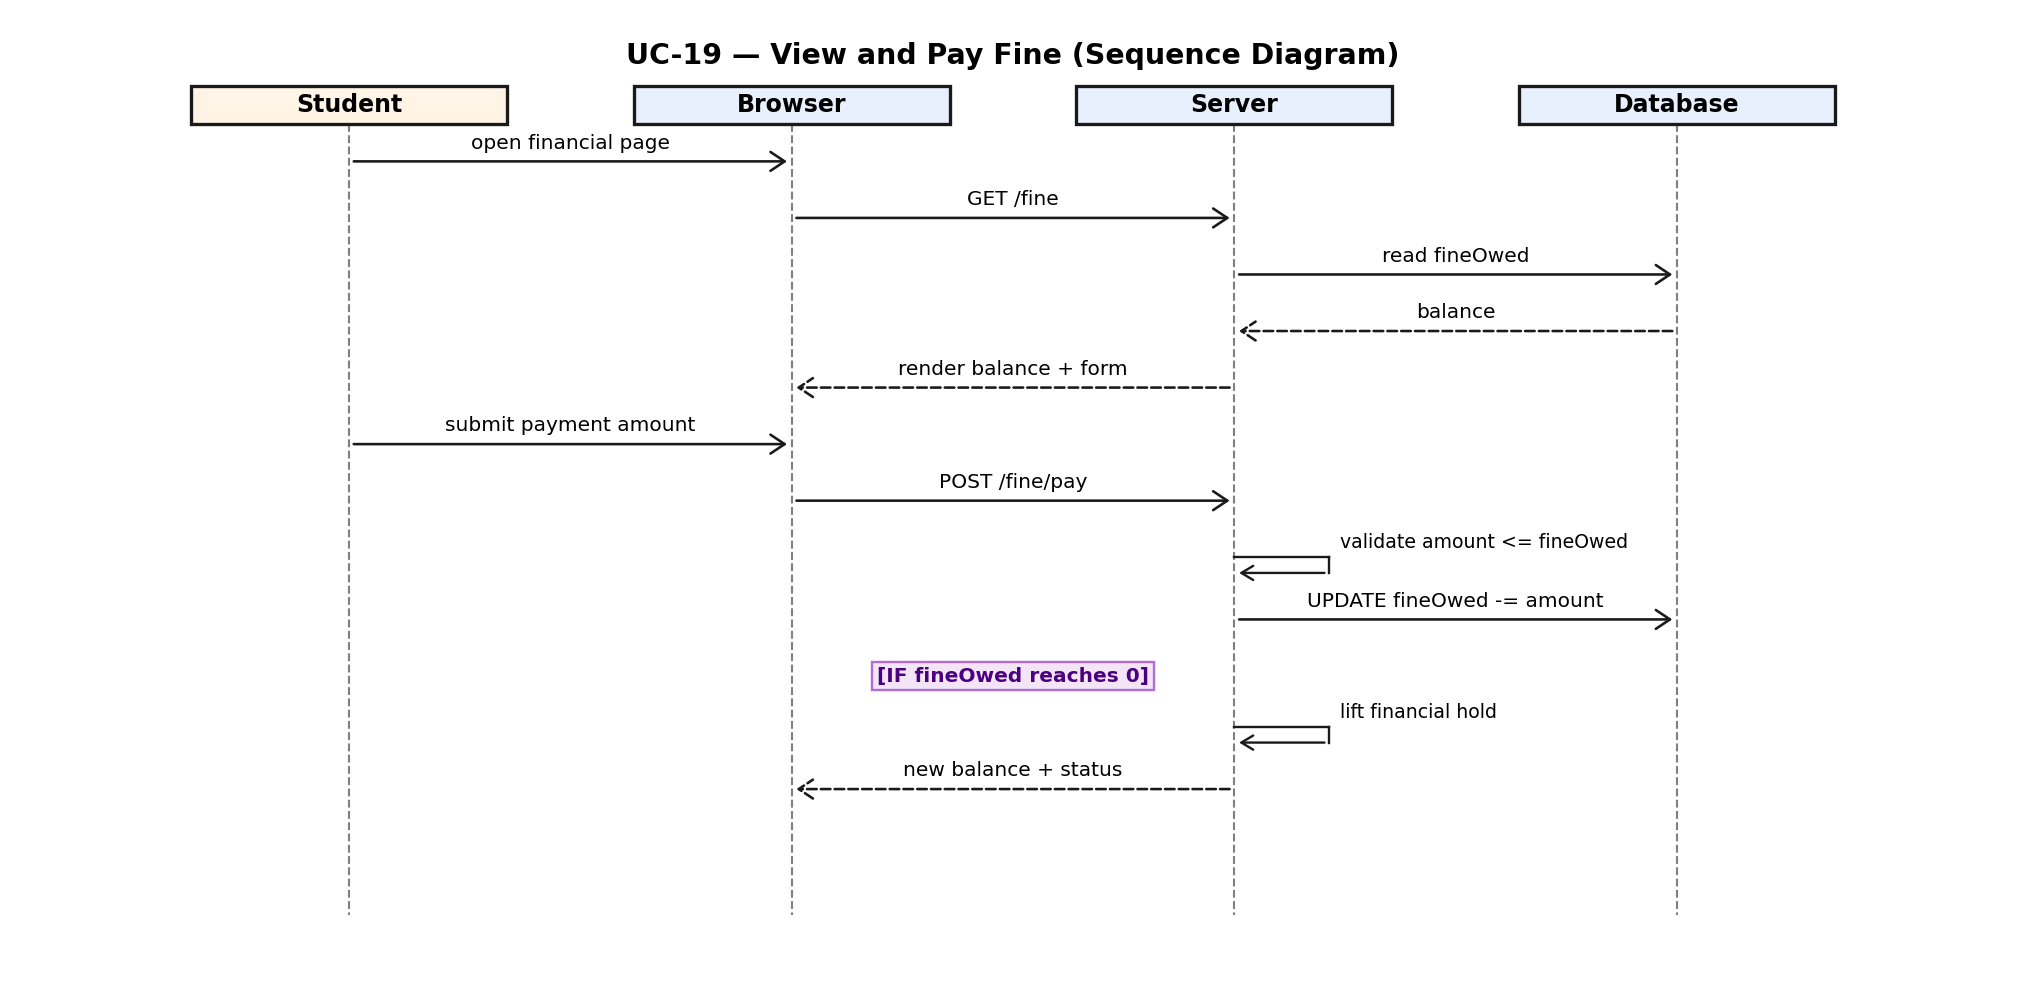 UC-19 — View and Pay Fine (Sequence Diagram)
Student
Browser
Server
Database
open financial page
GET /fine
read fineOwed
balance
render balance + form
submit payment amount
POST /fine/pay
validate amount <= fineOwed
UPDATE fineOwed -= amount
[IF fineOwed reaches 0]
lift financial hold
new balance + status